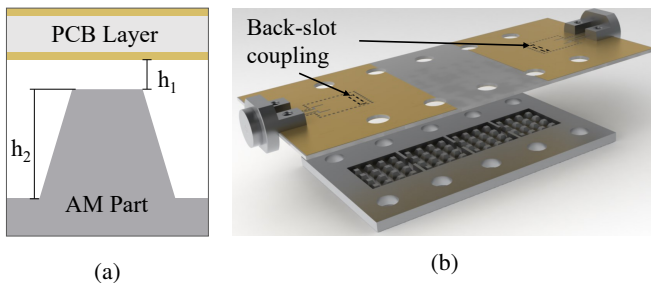 PCB Layer
h₁
h₂
AM Part
(a)
Back-slot
coupling
(b)